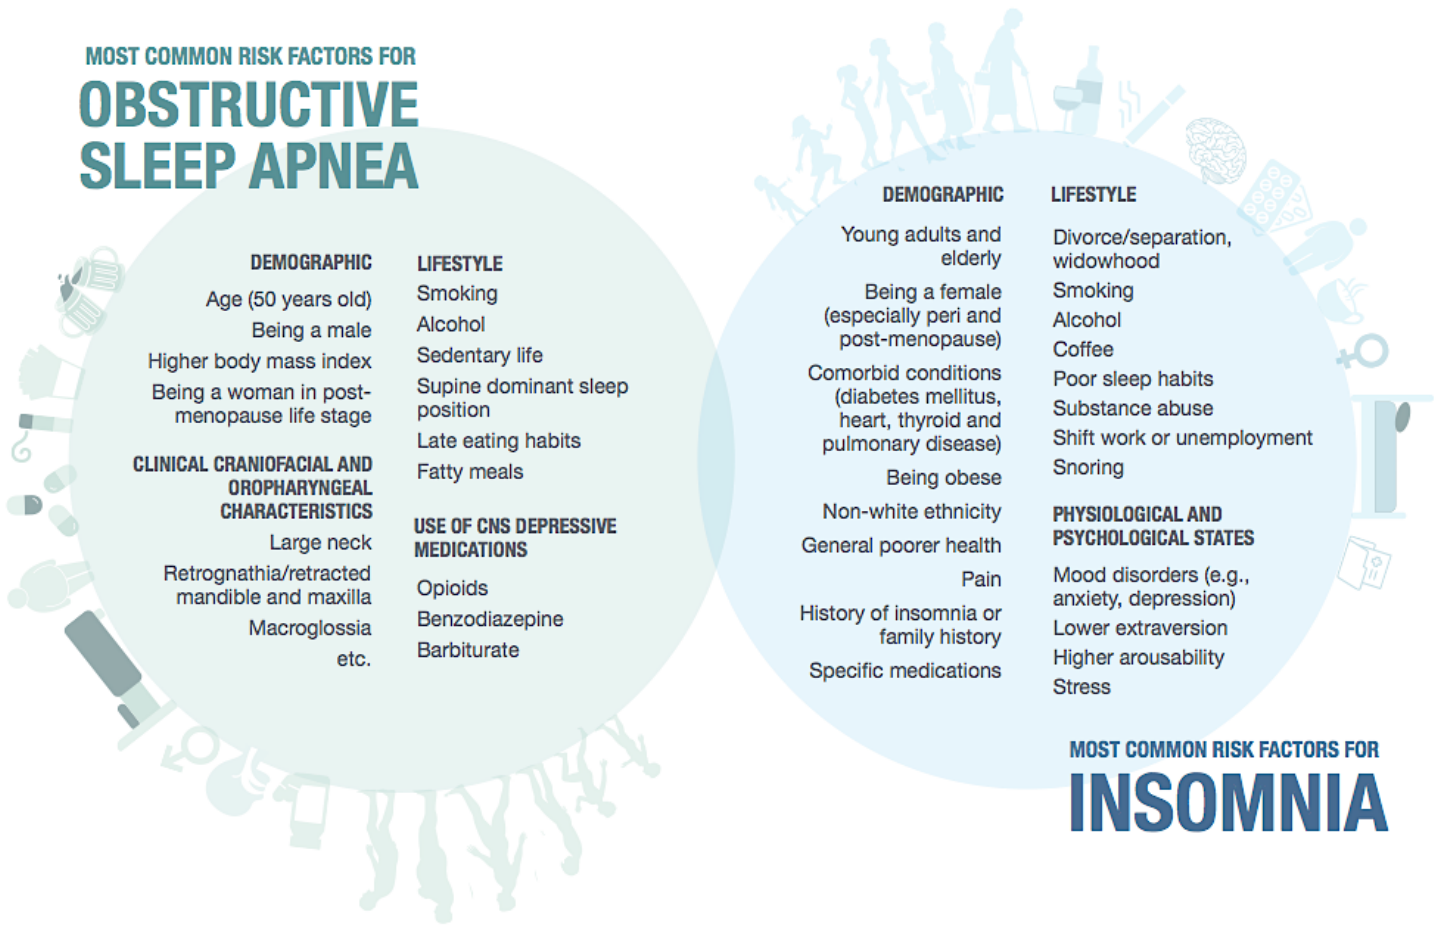 MOST COMMON RISK FACTORS FOR
OBSTRUCTIVE
SLEEP APNEA
DEMOGRAPHIC
Age (50 years old)
Being a male
Higher body mass index
Being a woman in post-
menopause life stage
CLINICAL CRANIOFACIAL AND
OROPHARYNGEAL
CHARACTERISTICS
Large neck
Retrognathia/retracted
mandible and maxilla
Macroglossia
etc.
LIFESTYLE
Smoking
Alcohol
Sedentary life
Supine dominant sleep
position
Late eating habits
Fatty meals
USE OF CNS DEPRESSIVE
MEDICATIONS
Opioids
Benzodiazepine
Barbiturate
DEMOGRAPHIC
Young adults and
elderly
Being a female
(especially peri and
post-menopause)
Comorbid conditions
(diabetes mellitus,
heart, thyroid and
pulmonary disease)
Being obese
Non-white ethnicity
General poorer health
Pain
History of insomnia or
family history
Specific medications
LIFESTYLE
Divorce/separation,
widowhood
Smoking
Alcohol
Coffee
Poor sleep habits
Substance abuse
Shift work or unemployment
Snoring
PHYSIOLOGICAL AND
PSYCHOLOGICAL STATES
Mood disorders (e.g.,
anxiety, depression)
Lower extraversion
Higher arousability
Stress
MOST COMMON RISK FACTORS FOR
INSOMNIA